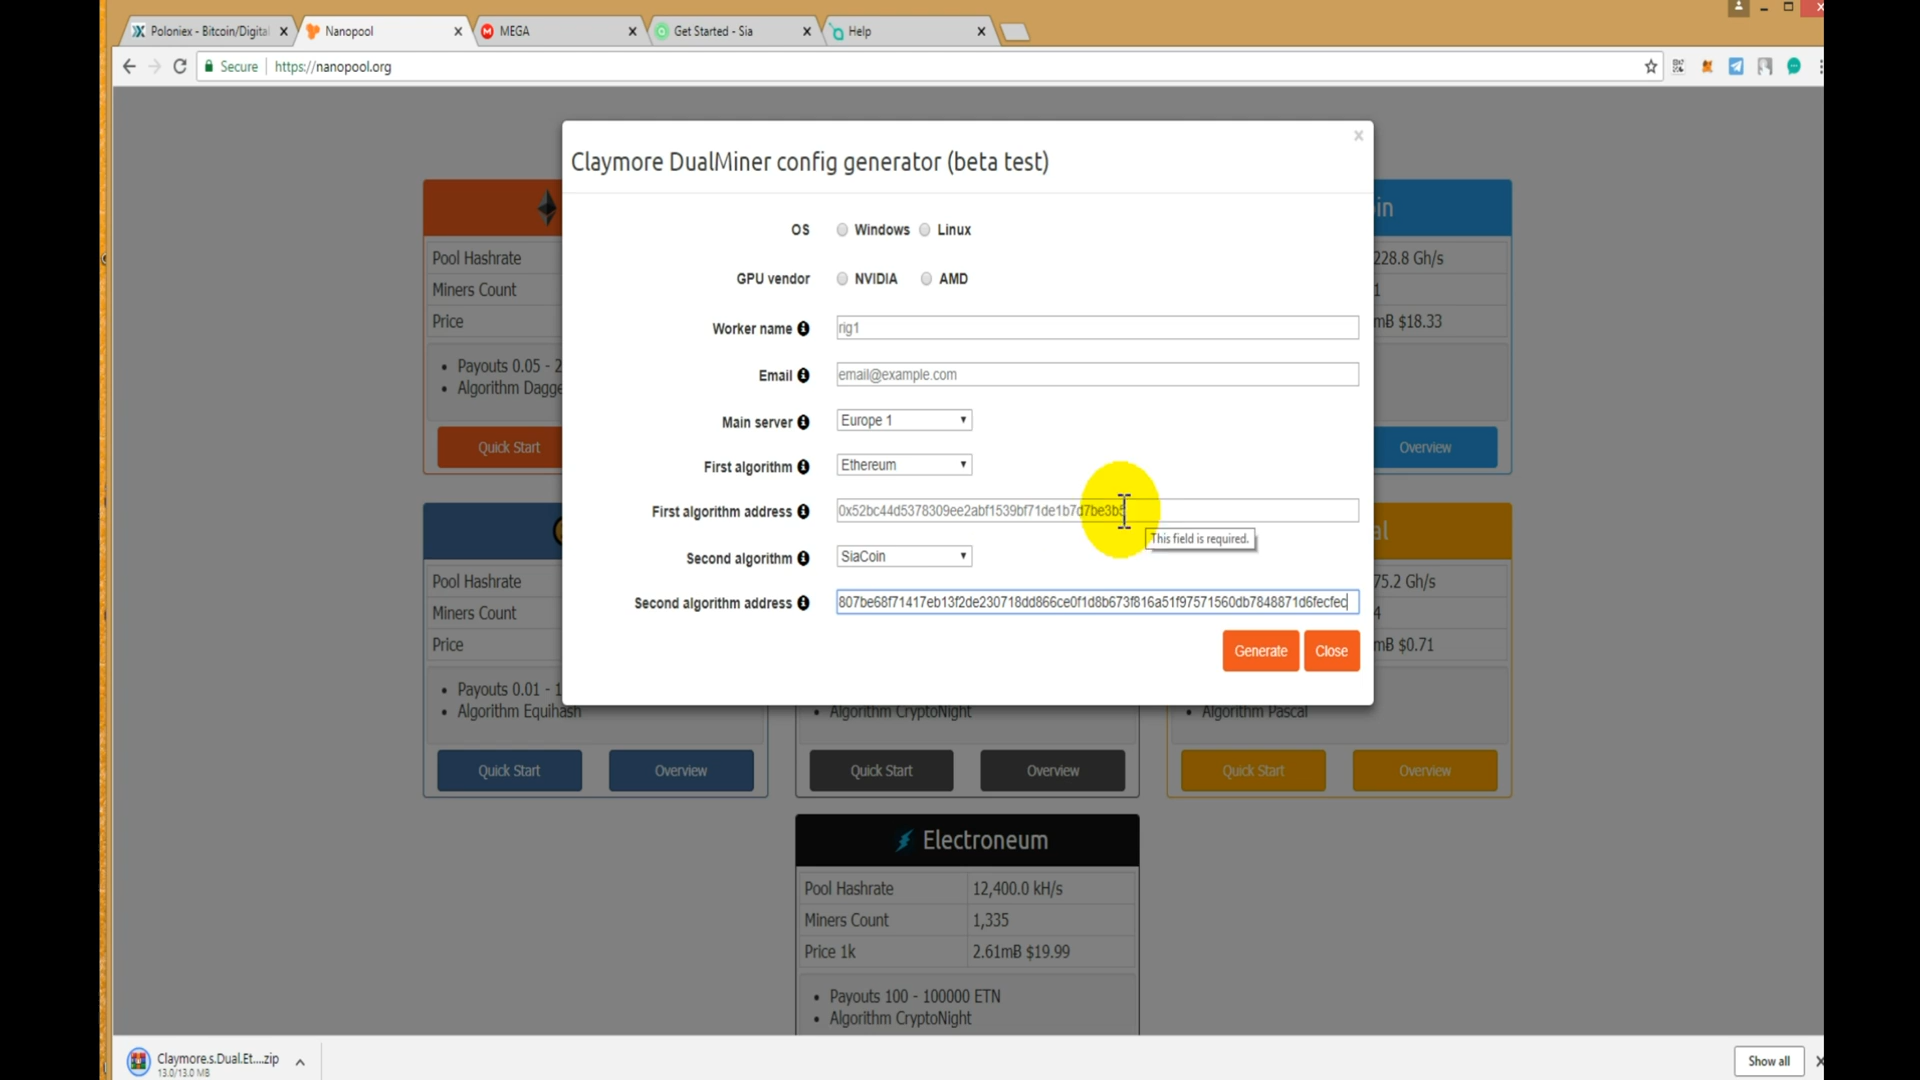 Poloniex - Bitcoin/Digital
Nanopool
MEGA
Get Started - Sia
Help
Secure
https://nanopool.org
Claymore DualMiner config generator (beta test)
OS Windows Linux
GPU vendor NVIDIA AMD
Worker name rig1
Email email@example.com
Main server Europe 1
First algorithm Ethereum
First algorithm address 0x52bc44d5378309ee2abf1539bf71de1b7d7be3b5
This field is required.
Second algorithm SiaCoin
Second algorithm address 807be68f71417eb13f2de230718dd866ce0f1d8b673f816a51f97571560db7848871d6fecfec
Generate Close
Pool Hashrate
Miners Count
Price
Payouts 0.05 - 2
Algorithm Dagge
Quick Start
in
228.8 Gh/s
1
mB $18.33
Overview
Pool Hashrate
Miners Count
Price
Payouts 0.01 - 1
Algorithm Equihash
Quick Start Overview
Algorithm CryptoNight
Quick Start Overview
al
75.2 Gh/s
4
mB $0.71
Algorithm Pascal
Quick Start Overview
Electroneum
Pool Hashrate 12,400.0 kH/s
Miners Count 1,335
Price 1k 2.61mB $19.99
Payouts 100 - 100000 ETN
Algorithm CryptoNight
Claymore.s.Dual.Et....zip
13.0/13.0 MB
Show all